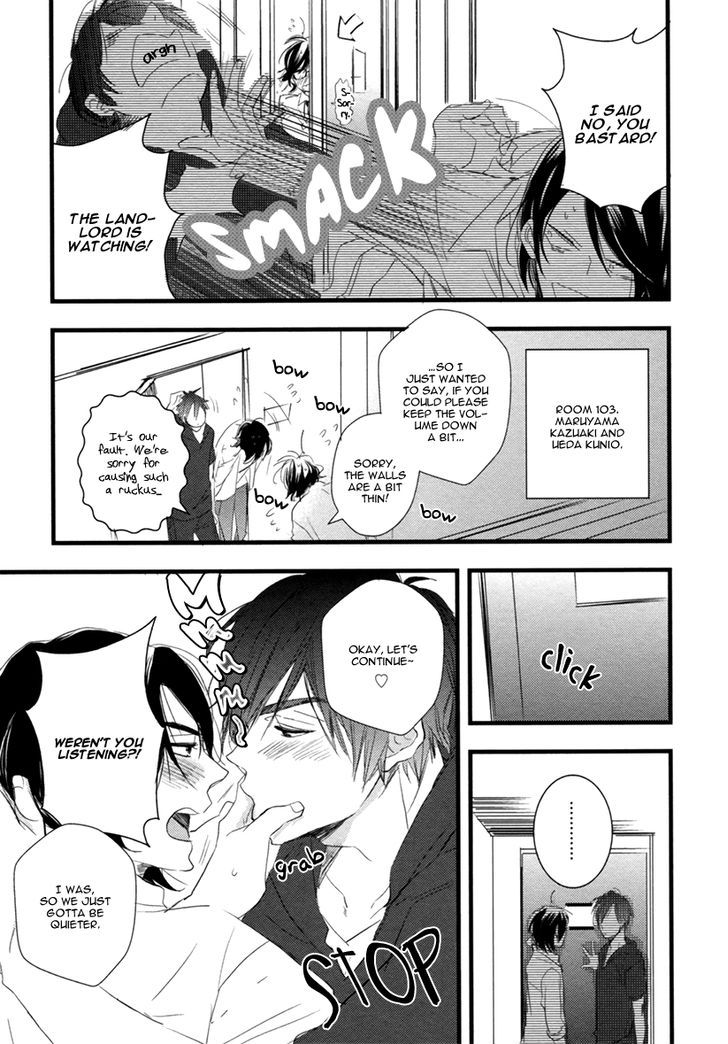 I SAID
NO, YOU
BASTARD!
S-
Sor-
ry.
argh
SMACK
THE LAND-
LORD IS
WATCHING!
ROOM 103.
MARUYAMA
KAZUAKI AND
UEDA KUNIO.
...SO I
JUST WANTED
TO SAY, IF YOU
COULD PLEASE
KEEP THE VOL-
UME DOWN
A BIT...
SORRY,
THE WALLS
ARE A BIT
THIN!
bow
bow
bow
bow
It's our
fault. We're
sorry for
causing such
a ruckus_
click
.........
OKAY, LET'S
CONTINUE~
♡
MMMMM?
WEREN'T YOU
LISTENING?!
grab
I WAS,
SO WE JUST
GOTTA BE
QUIETER.
STOP